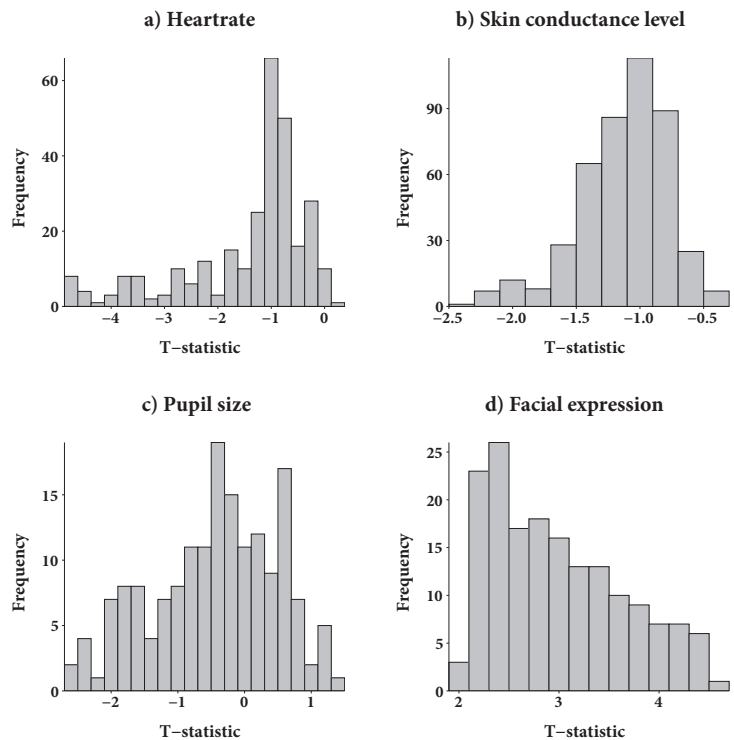 a) Heartrate
60
40
20
0
Frequency
−4
−3
−2
−1
0
T−statistic
b) Skin conductance level
90
60
30
0
Frequency
−2.5
−2.0
−1.5
−1.0
−0.5
T−statistic
c) Pupil size
15
10
5
0
Frequency
−2
−1
0
1
T−statistic
d) Facial expression
25
20
15
10
5
0
Frequency
2
3
4
T−statistic